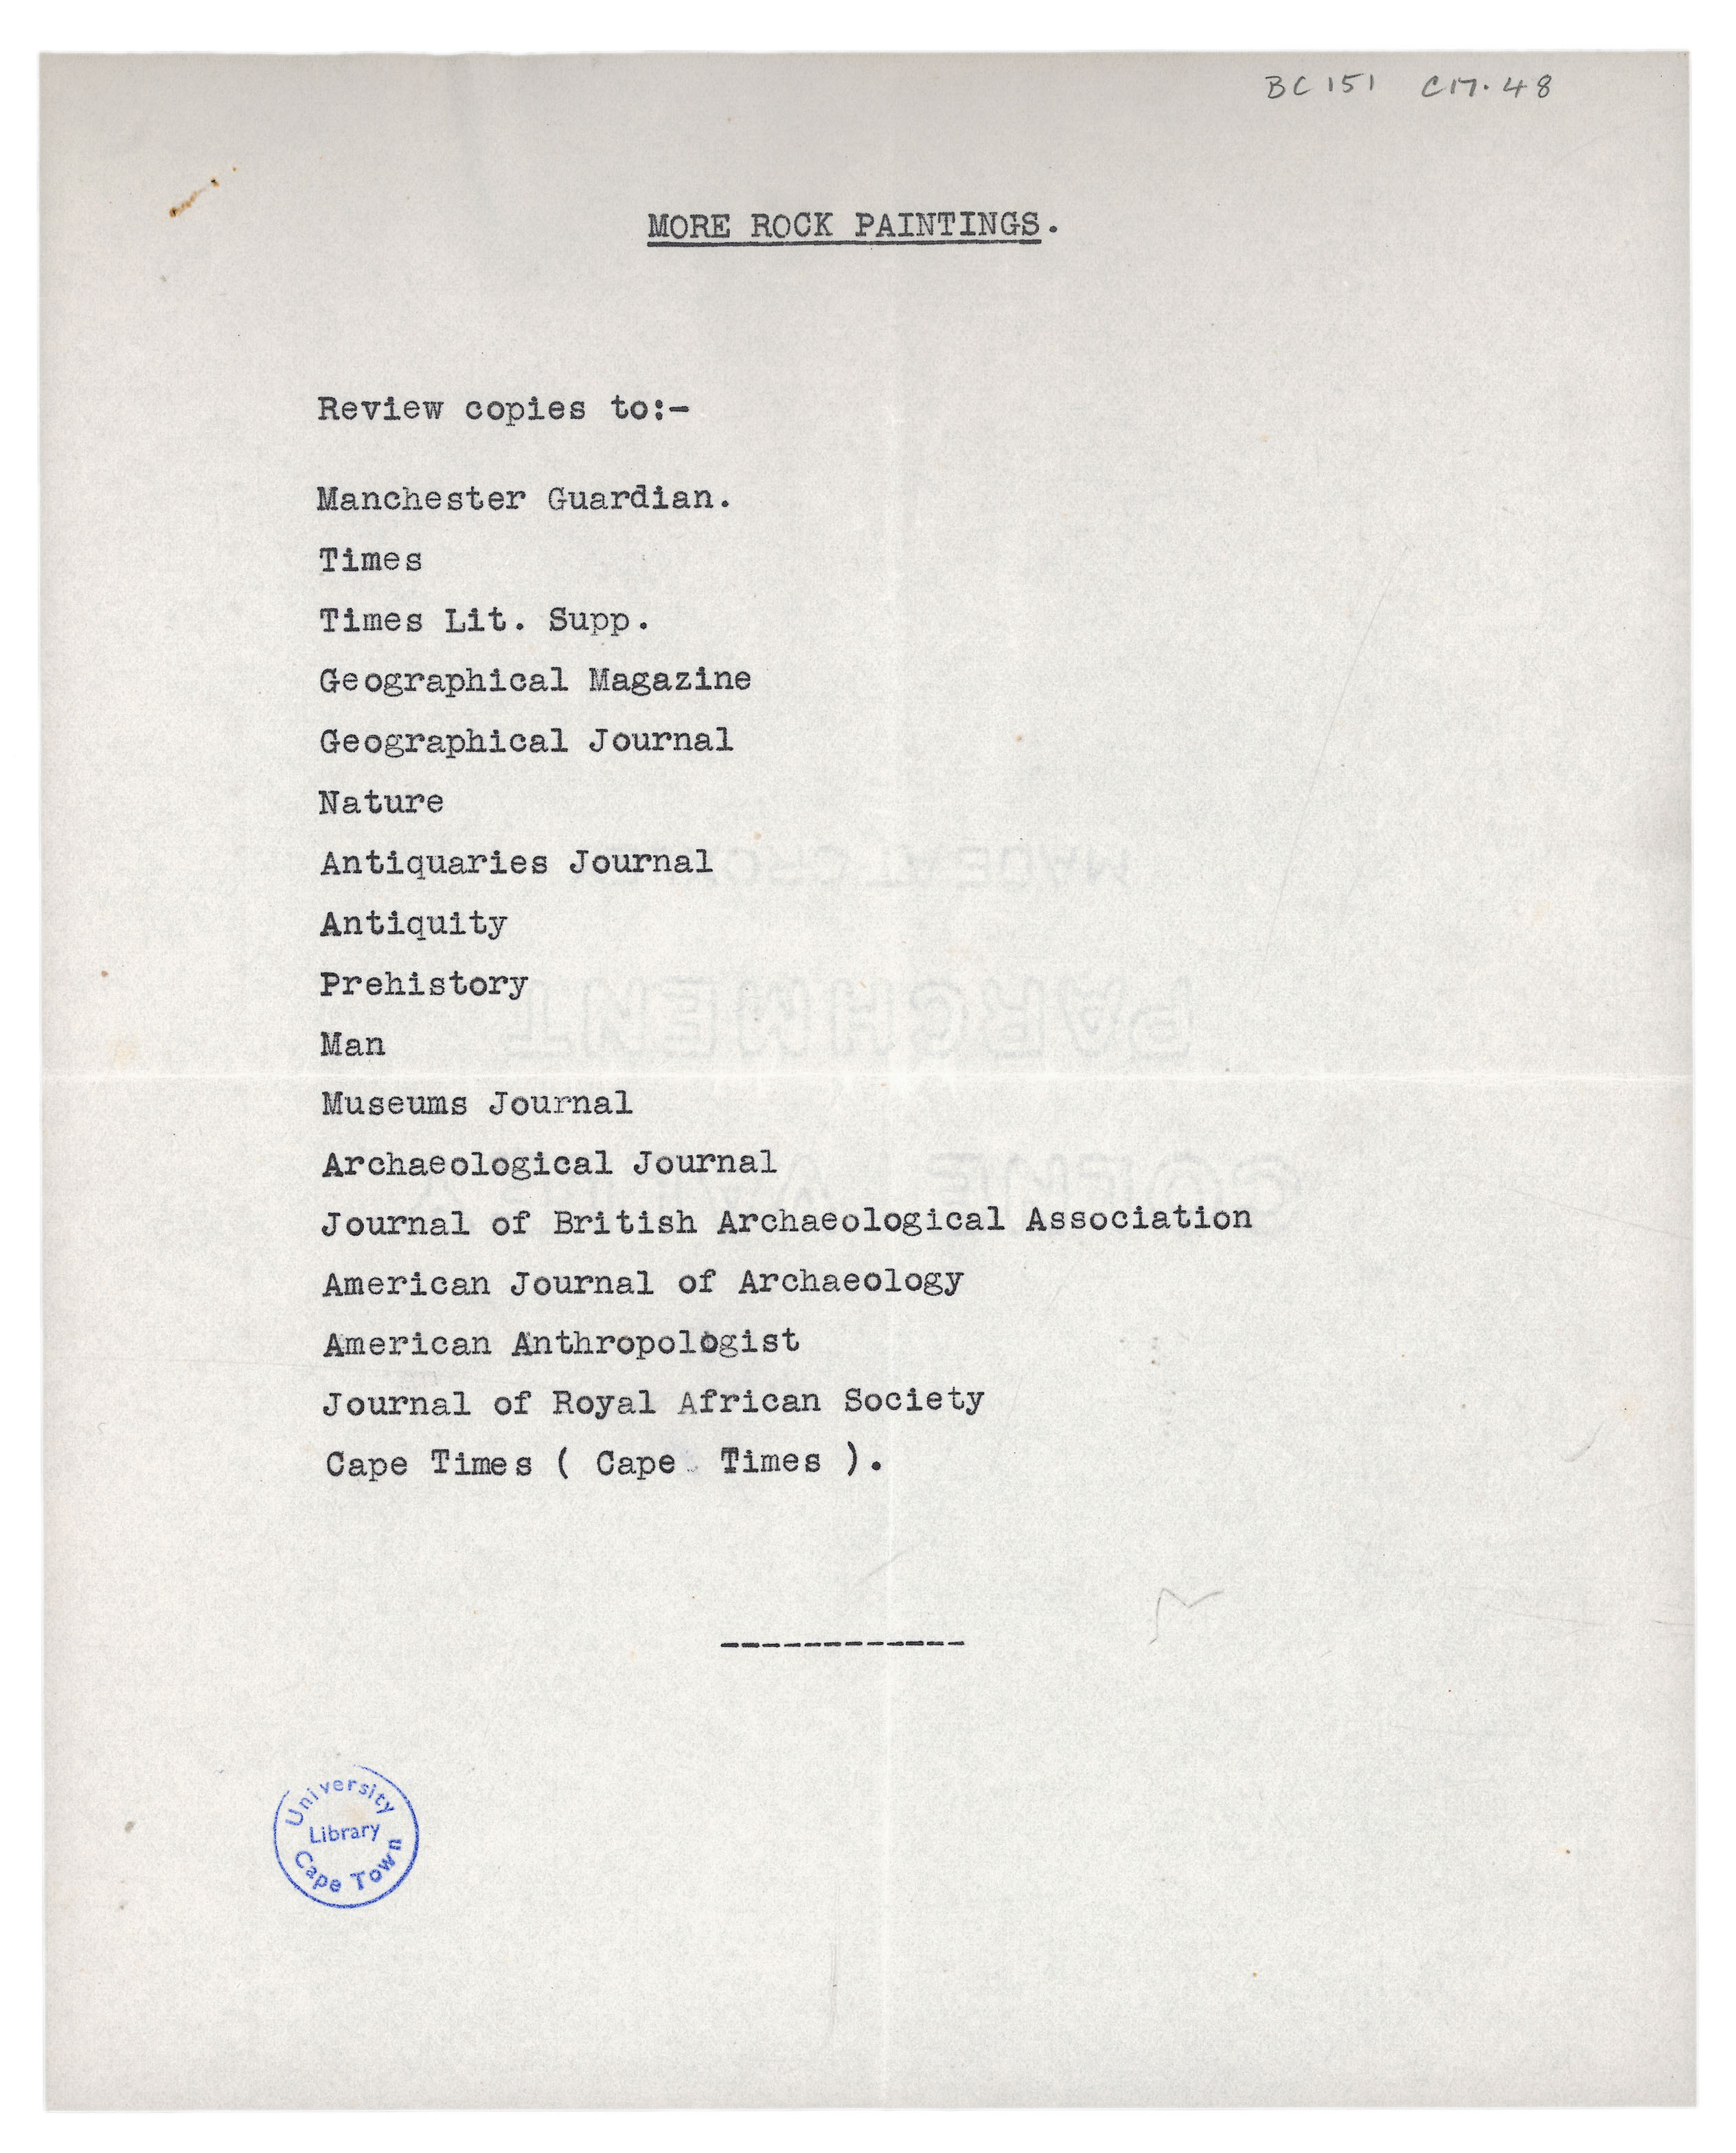 BC 151 C17.48
MORE ROCK PAINTINGS.
Review copies to:-
Manchester Guardian.
Times
Times Lit. Supp.
Geographical Magazine
Geographical Journal
Nature
Antiquaries Journal
Antiquity
Prehistory
Man
Museums Journal
Archaeological Journal
Journal of British Archaeological Association
American Journal of Archaeology
American Anthropologist
Journal of Royal African Society
Cape Times ( Cape Times ).
-----------
University
Library
Cape Town